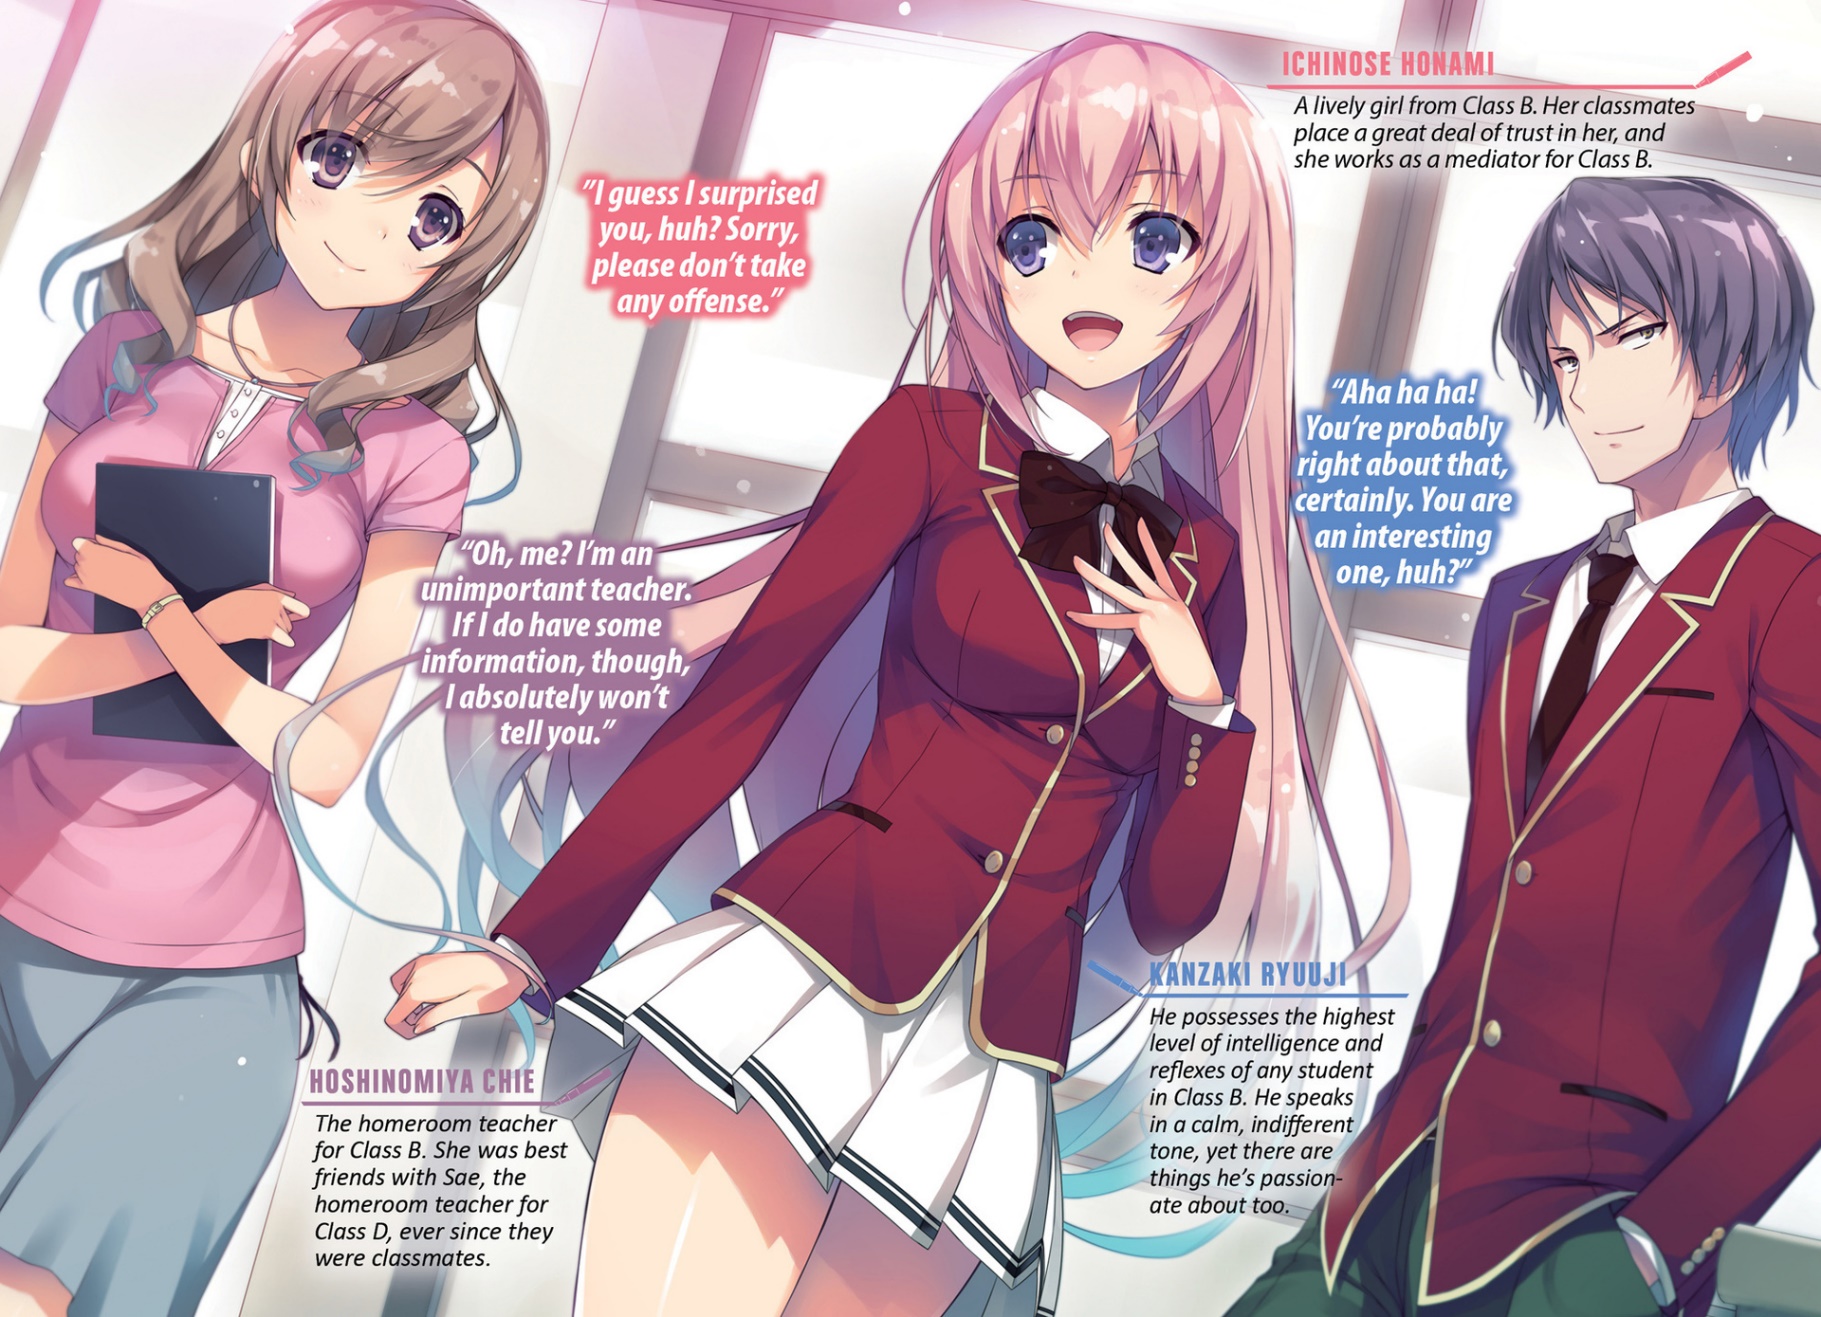 ICHINOSE HONAMI
A lively girl from Class B. Her classmates
place a great deal of trust in her, and
she works as a mediator for Class B.
"I guess I surprised
you, huh? Sorry,
please don't take
any offense."
"Aha ha ha!
You're probably
right about that,
certainly. You are
an interesting
one, huh?"
"Oh, me? I'm an
unimportant teacher.
If I do have some
information, though,
I absolutely won't
tell you."
KANZAKI RYUUJI
He possesses the highest
level of intelligence and
reflexes of any student
in Class B. He speaks
in a calm, indifferent
tone, yet there are
things he's passion-
ate about too.
HOSHINOMIYA CHIE
The homeroom teacher
for Class B. She was best
friends with Sae, the
homeroom teacher for
Class D, ever since they
were classmates.